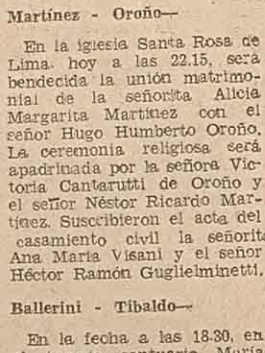 Martínez - Oroño—
En la iglesia Santa Rosa de
Lima, hoy a las 22.15, será
bendecida la unión matrimo-
nial de la señorita Alicia
Margarita Martínez con el
señor Hugo Humberto Oroño.
La ceremonia religiosa será
apadrinada por la señora Vic-
toria Cantarutti de Oroño y
el señor Néstor Ricardo Mar-
tínez. Suscribieron el acta del
casamiento civil la señorita
Ana María Visani y el señor
Héctor Ramón Guglielminetti.
Ballerini - Tibaldo—
En la fecha a las 18.30, en
María